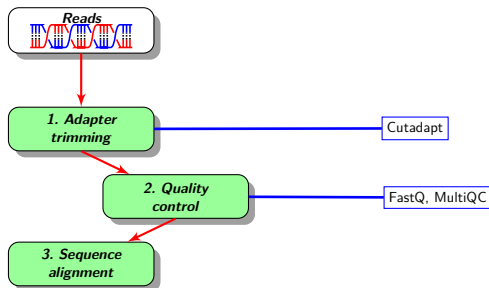 Reads
1. Adapter
trimming
Cutadapt
2. Quality
control
FastQ, MultiQC
3. Sequence
alignment